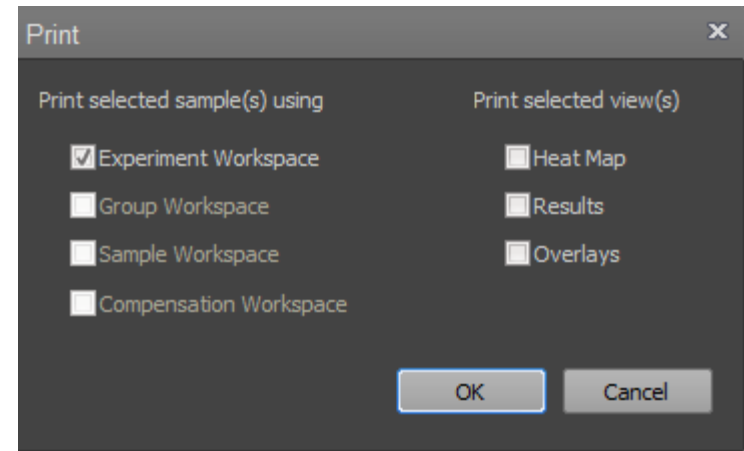 Print
Print selected sample(s) using
Experiment Workspace
Group Workspace
Sample Workspace
Compensation Workspace
Print selected view(s)
Heat Map
Results
Overlays
OK
Cancel